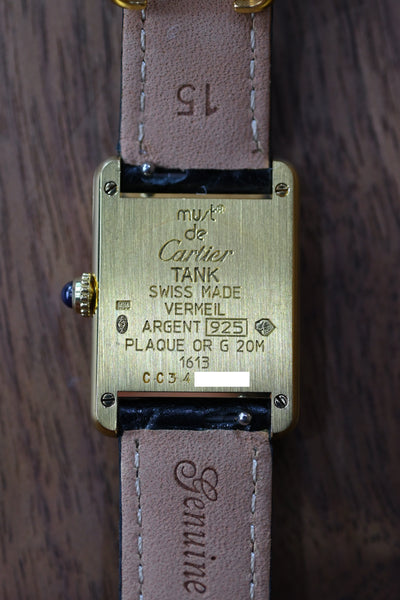 15
must
de
Cartier
TANK
SWISS MADE
VERMEIL
ARGENT 925
PLAQUE OR G 20M
1613
CC34
Genuine